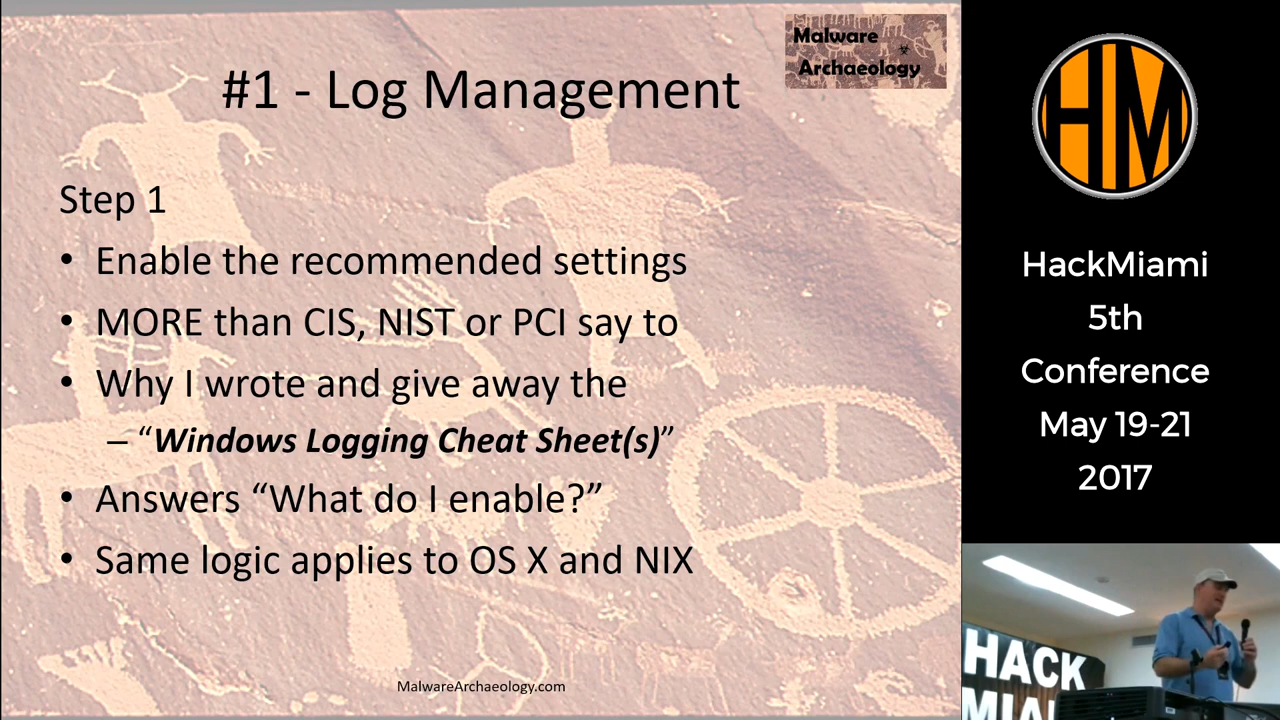 Malware
Archaeology
#1 - Log Management
Step 1
• Enable the recommended settings
• MORE than CIS, NIST or PCI say to
• Why I wrote and give away the
– “Windows Logging Cheat Sheet(s)”
• Answers “What do I enable?”
• Same logic applies to OS X and NIX
MalwareArchaeology.com
HM
HackMiami
5th
Conference
May 19-21
2017
HACK
MIA